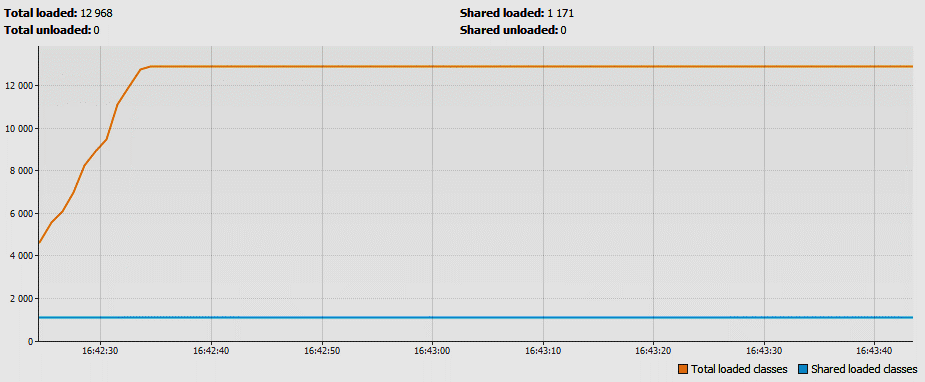 Total loaded: 12 968 Shared loaded: 1 171
Total unloaded: 0 Shared unloaded: 0
12 000
10 000
8 000
6 000
4 000
2 000
0
16:42:30 16:42:40 16:42:50 16:43:00 16:43:10 16:43:20 16:43:30 16:43:40
Total loaded classes Shared loaded classes